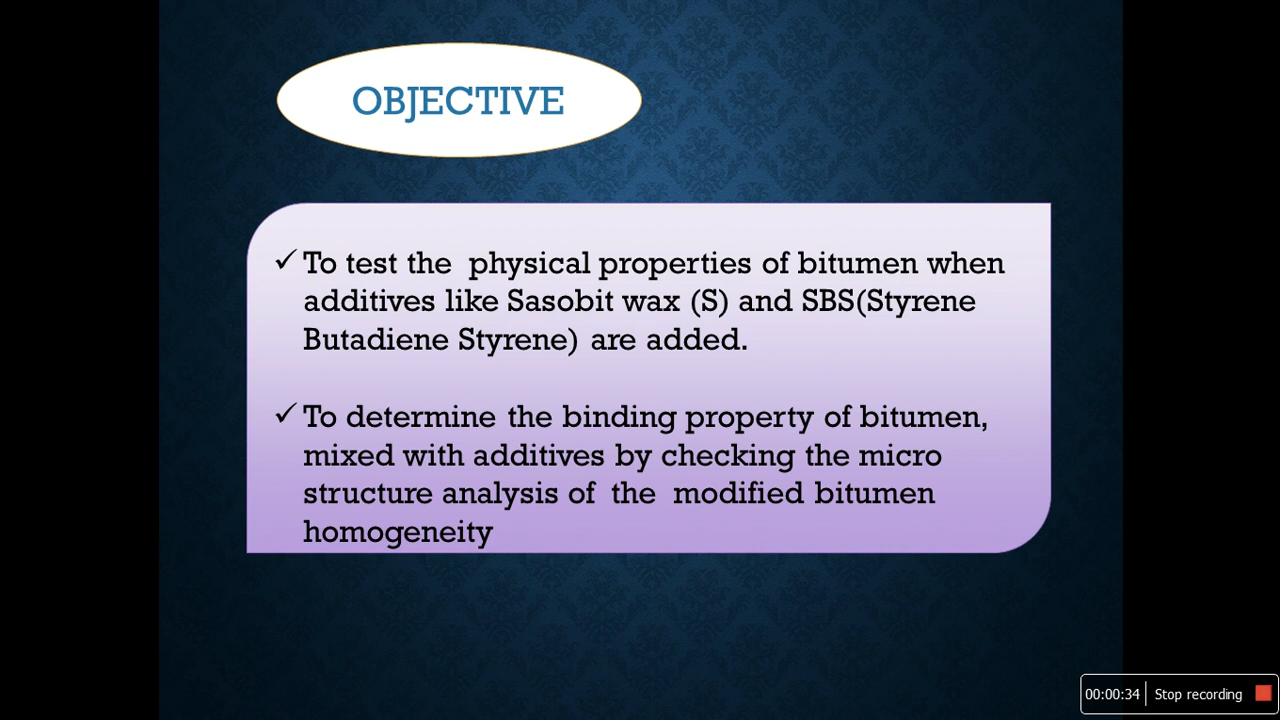 OBJECTIVE
✓ To test the physical properties of bitumen when
additives like Sasobit wax (S) and SBS(Styrene
Butadiene Styrene) are added.
✓ To determine the binding property of bitumen,
mixed with additives by checking the micro
structure analysis of the modified bitumen
homogeneity
00:00:34 Stop recording